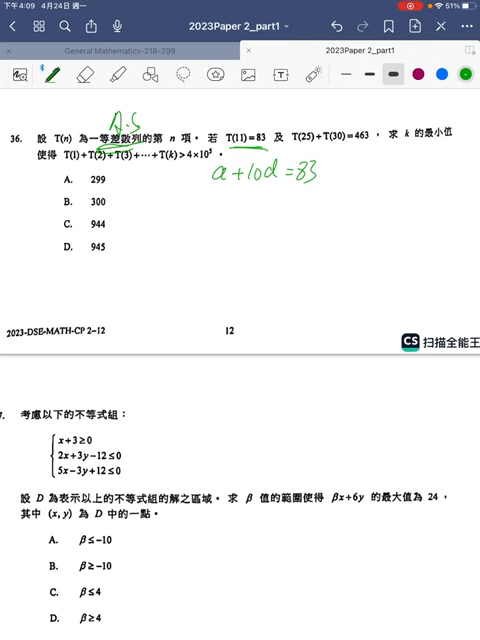 下午4:09 4月24日 週一
51%
2023Paper 2_part1
General Mathematics-218-299
2023Paper 2_part1
A.S
36. 設 T(n) 為一等差數列的第 n 項。若 T(11)=83 及 T(25)+T(30)=463，求 k 的最小值
使得 T(1)+T(2)+T(3)+⋯+T(k)>4×10⁵。
a+10d=83
A. 299
B. 300
C. 944
D. 945
2023-DSE-MATH-CP 2-12
12
CS 扫描全能王
7. 考慮以下的不等式組：
x+3≥0
2x+3y-12≤0
5x-3y+12≤0
設 D 為表示以上的不等式組的解之區域。求 β 值的範圍使得 βx+6y 的最大值為 24，
其中 (x, y) 為 D 中的一點。
A. β≤-10
B. β≥-10
C. β≤4
D. β≥4